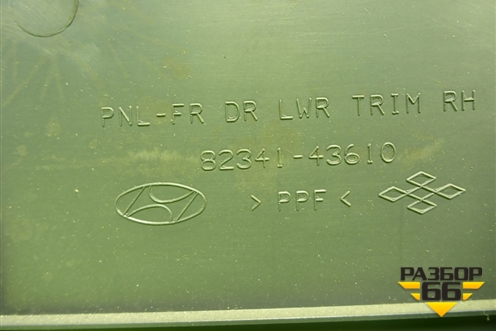 PNL-FR DR LWR TRIM RH
82341-43610
> PPF <
РАЗБОР
66